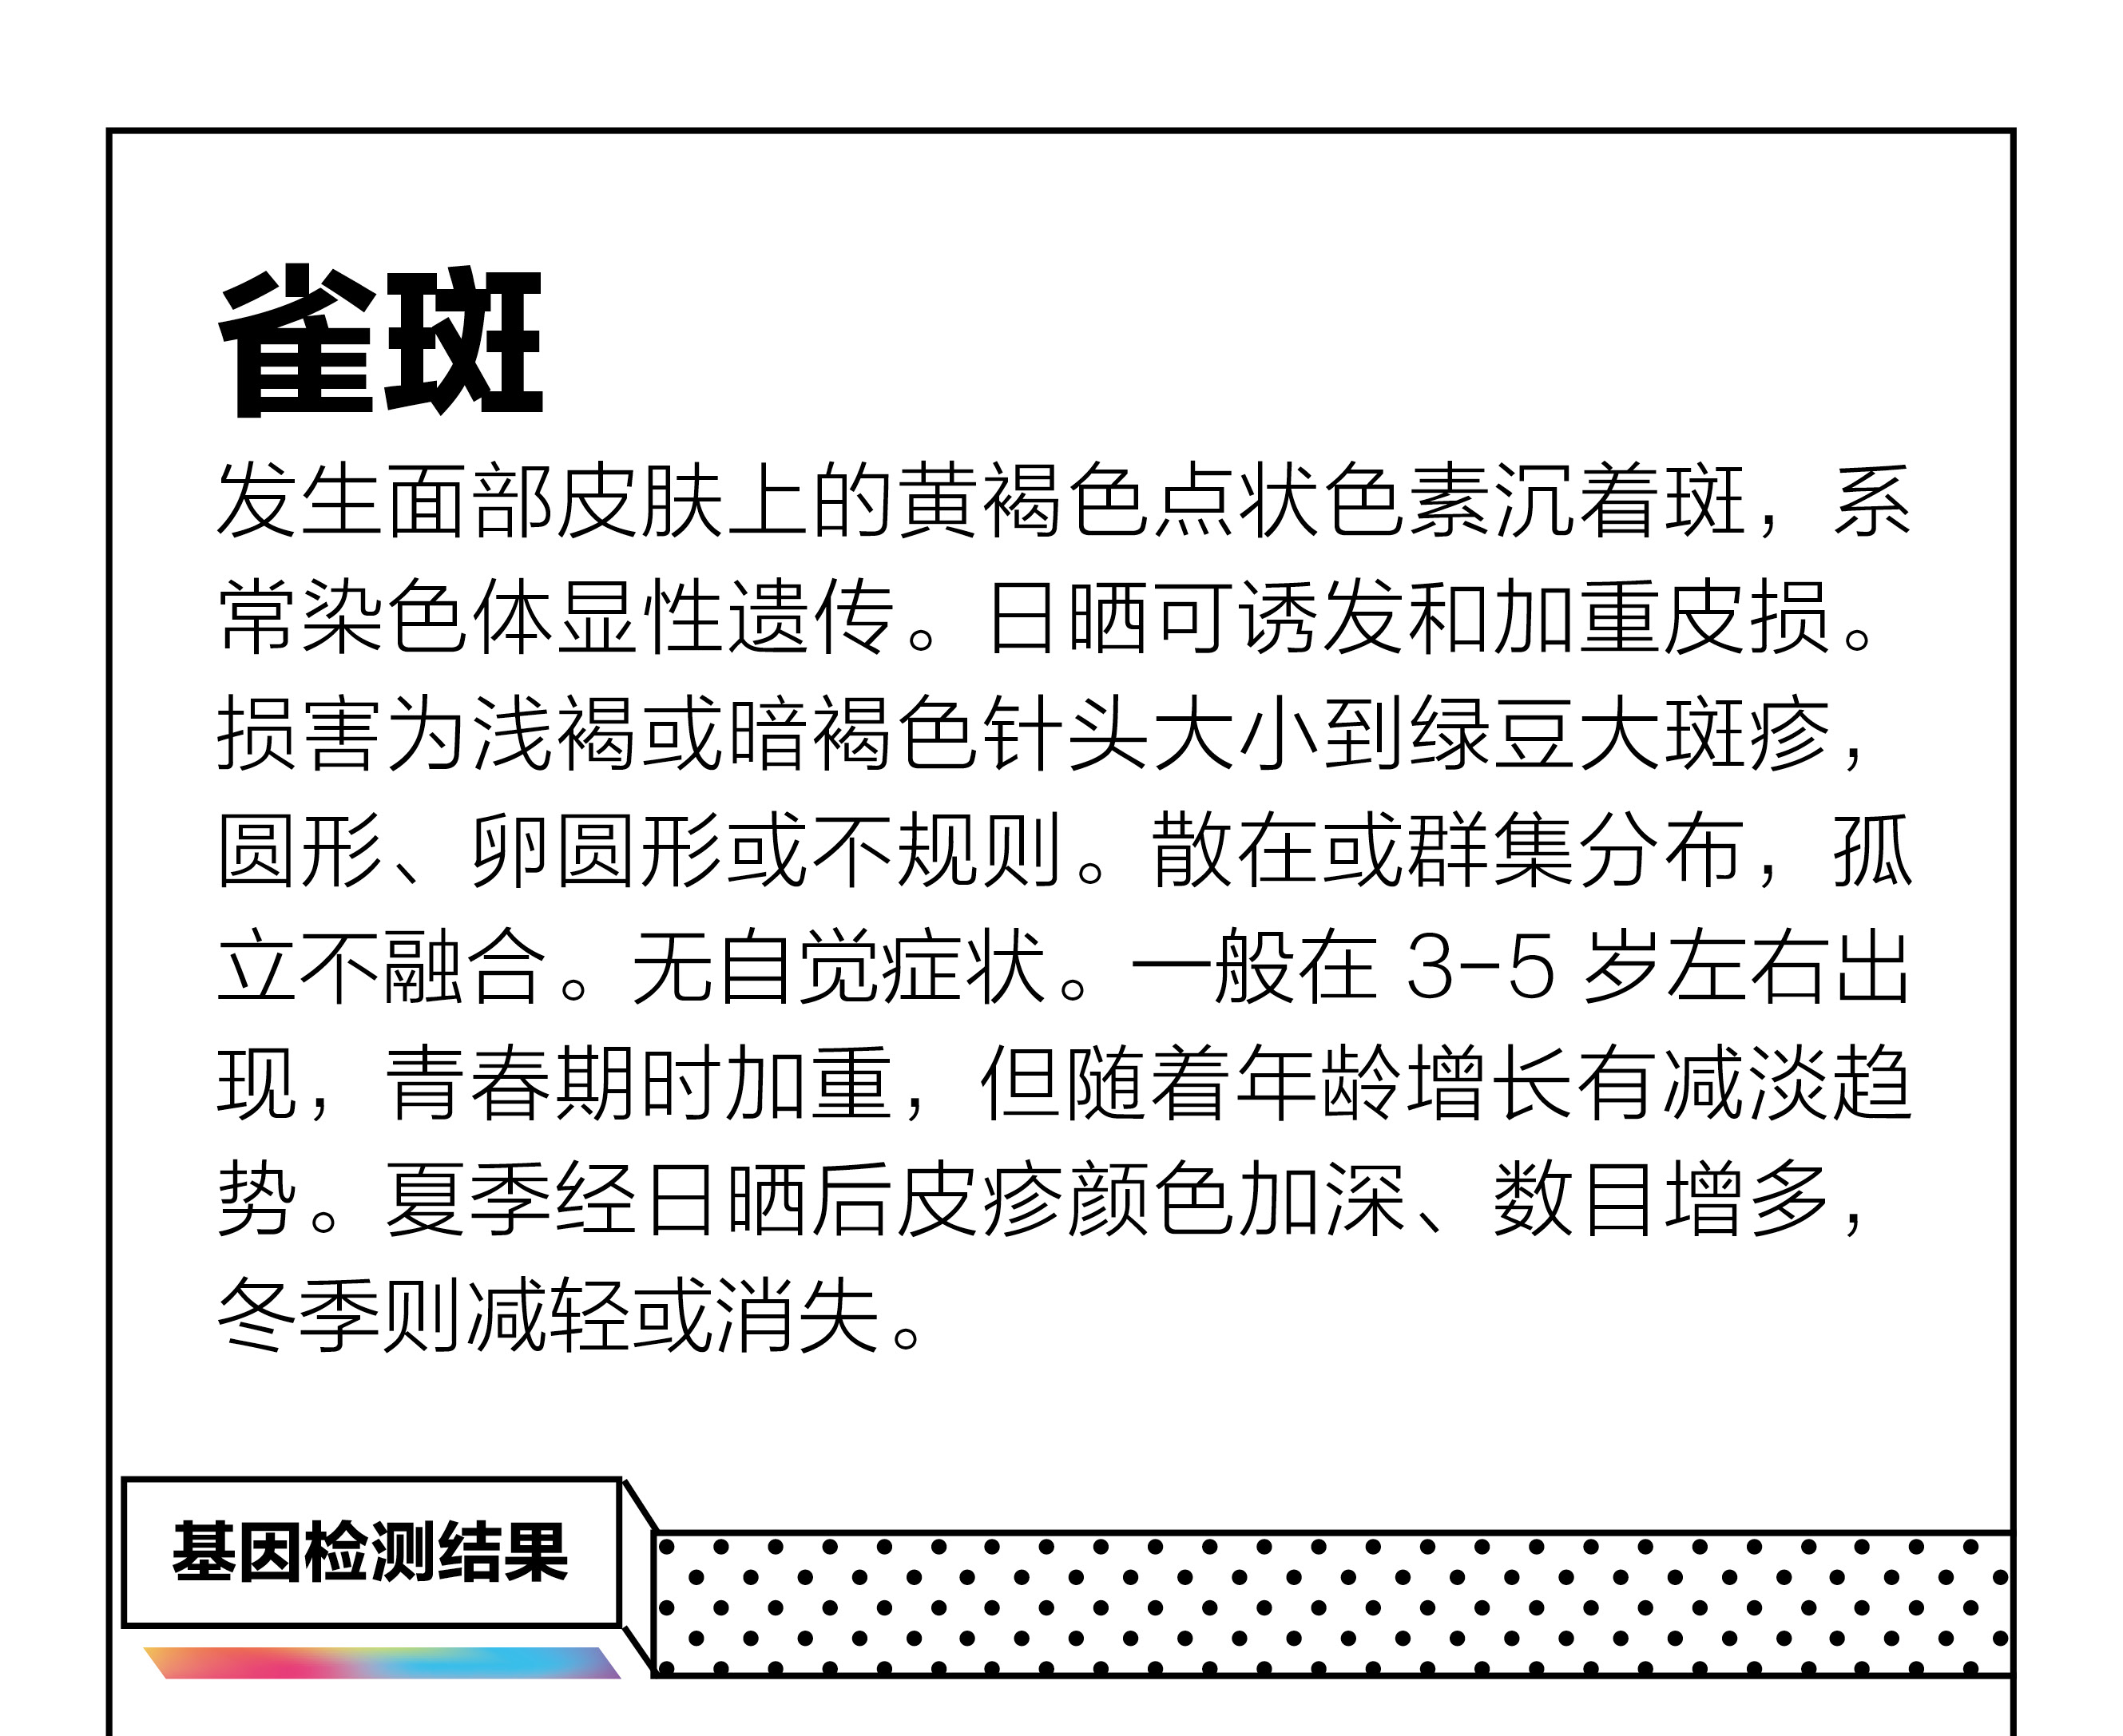 雀斑
发生面部皮肤上的黄褐色点状色素沉着斑，系
常染色体显性遗传。日晒可诱发和加重皮损。
损害为浅褐或暗褐色针头大小到绿豆大斑疹，
圆形、卵圆形或不规则。散在或群集分布，孤
立不融合。无自觉症状。一般在 3-5 岁左右出
现，青春期时加重，但随着年龄增长有减淡趋
势。夏季经日晒后皮疹颜色加深、数目增多，
冬季则减轻或消失。
基因检测结果